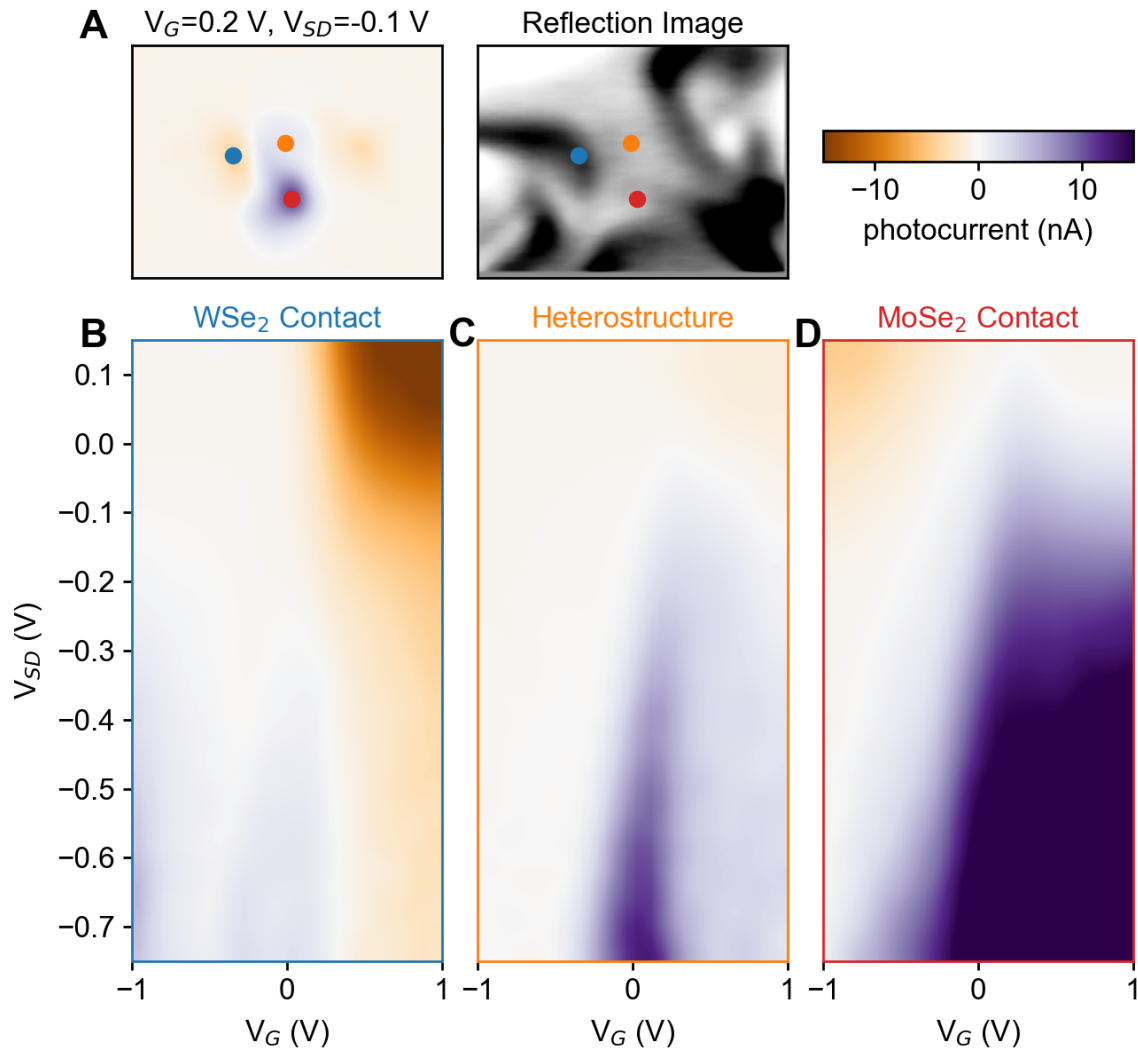 A
V_G=0.2 V, V_SD=-0.1 V
Reflection Image
−10
0
10
photocurrent (nA)
B
WSe₂ Contact
C
Heterostructure
D
MoSe₂ Contact
0.1
0.0
−0.1
−0.2
−0.3
−0.4
−0.5
−0.6
−0.7
V_SD (V)
−1
0
1
−1
0
1
−1
0
1
V_G (V)
V_G (V)
V_G (V)